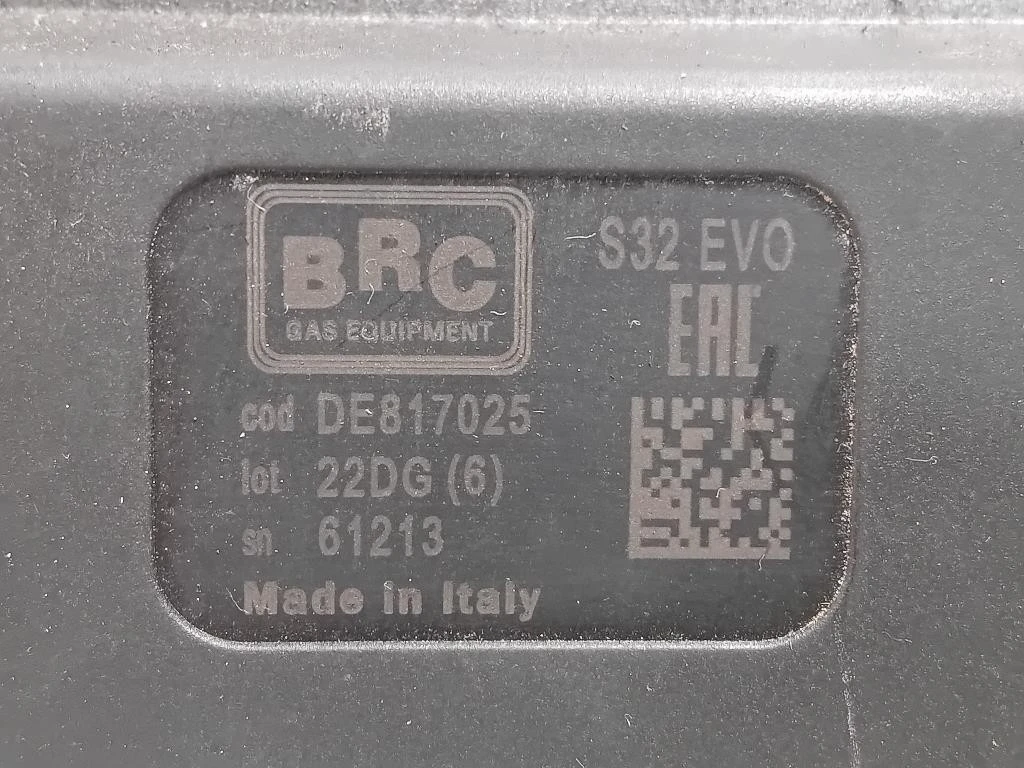 BRC
GAS EQUIPMENT
S32 EVO
EAC
cod DE817025
lot 22DG (6)
sn 61213
Made in Italy